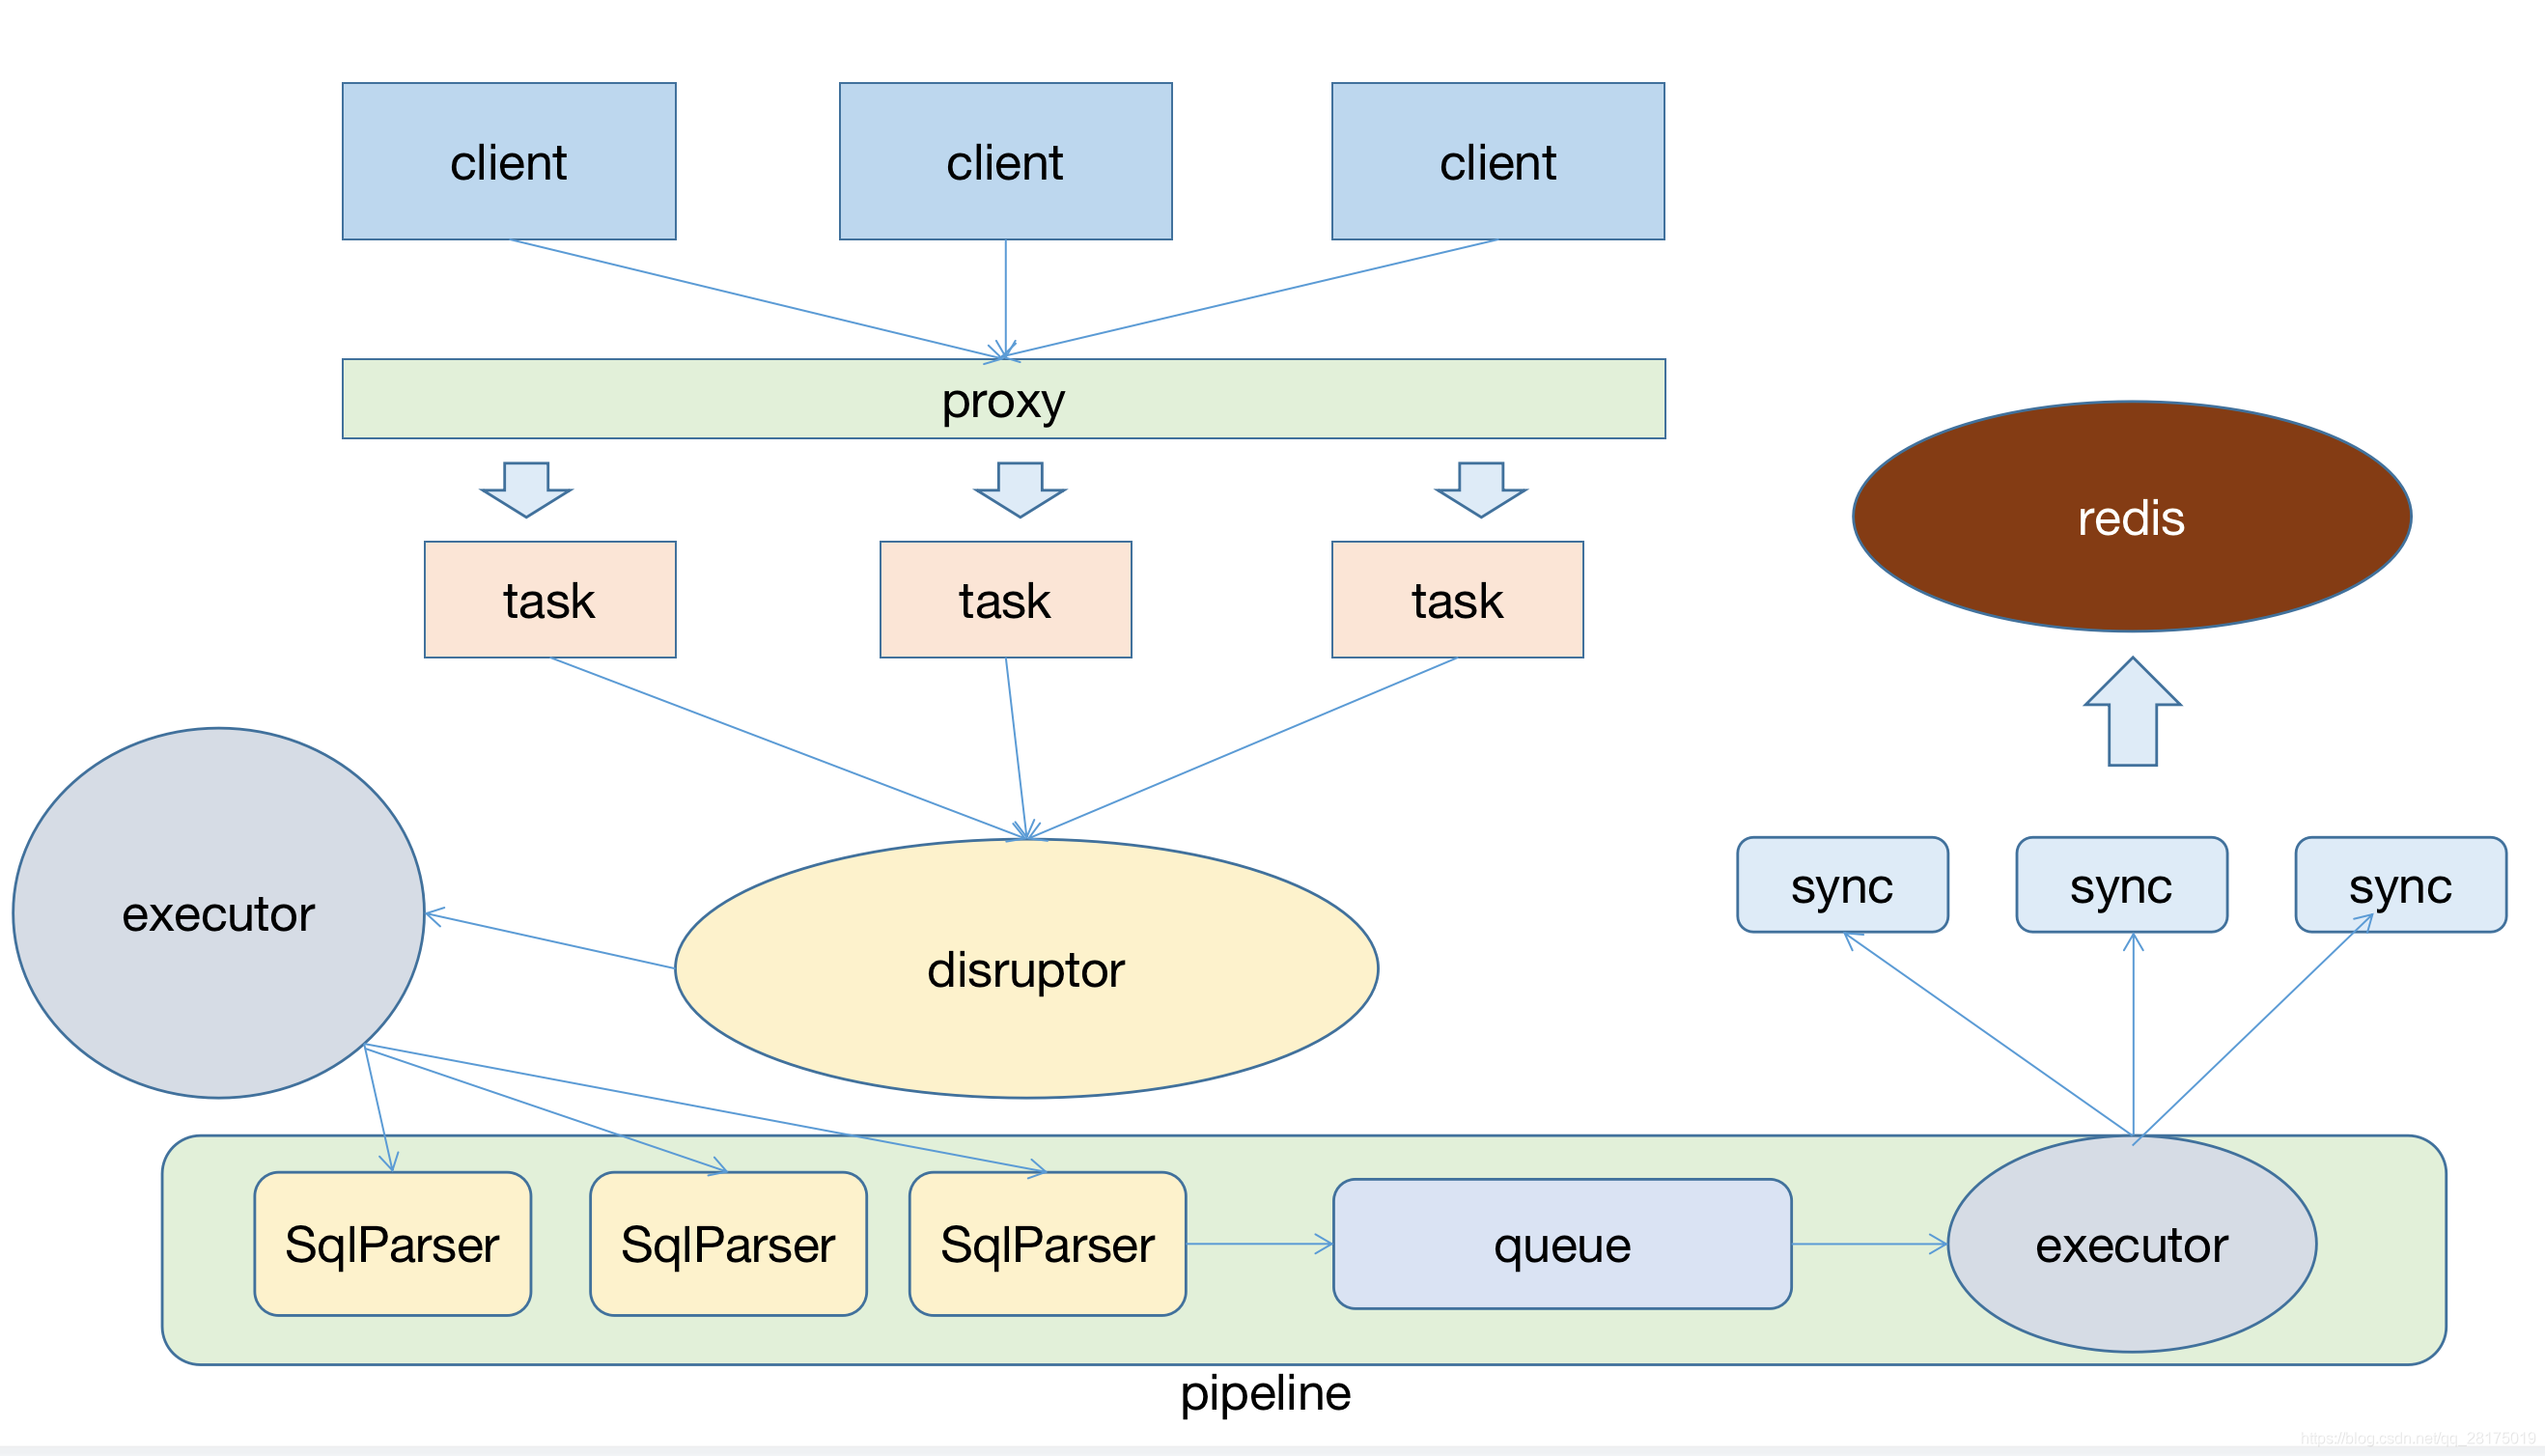 client
client
client
proxy
task
task
task
redis
executor
disruptor
sync
sync
sync
SqlParser
SqlParser
SqlParser
queue
executor
pipeline
https://blog.csdn.net/qq_28175019